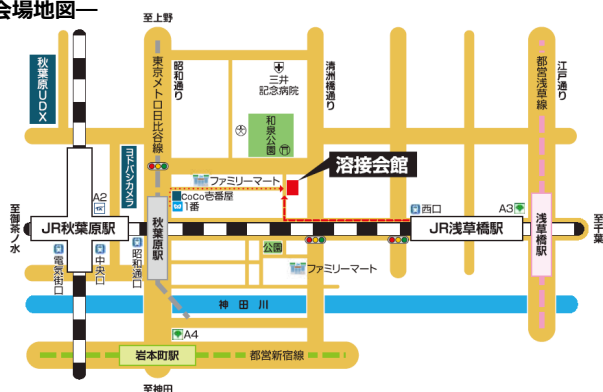 会場地図―
至上野
秋葉原UDX
東京メトロ日比谷線
昭和通り
三井
記念病院
清洲橋通り
都営浅草線
江戸通り
和泉公園
溶接会館
ヨドバシカメラ
ファミリーマート
CoCo壱番屋
1番
A2
西口
A3
至御茶ノ水
JR秋葉原駅
秋葉原駅
JR浅草橋駅
浅草橋駅
至千葉
電気街口
中央口
昭和通口
公園
ファミリーマート
神田川
A4
岩本町駅
都営新宿線
至神田